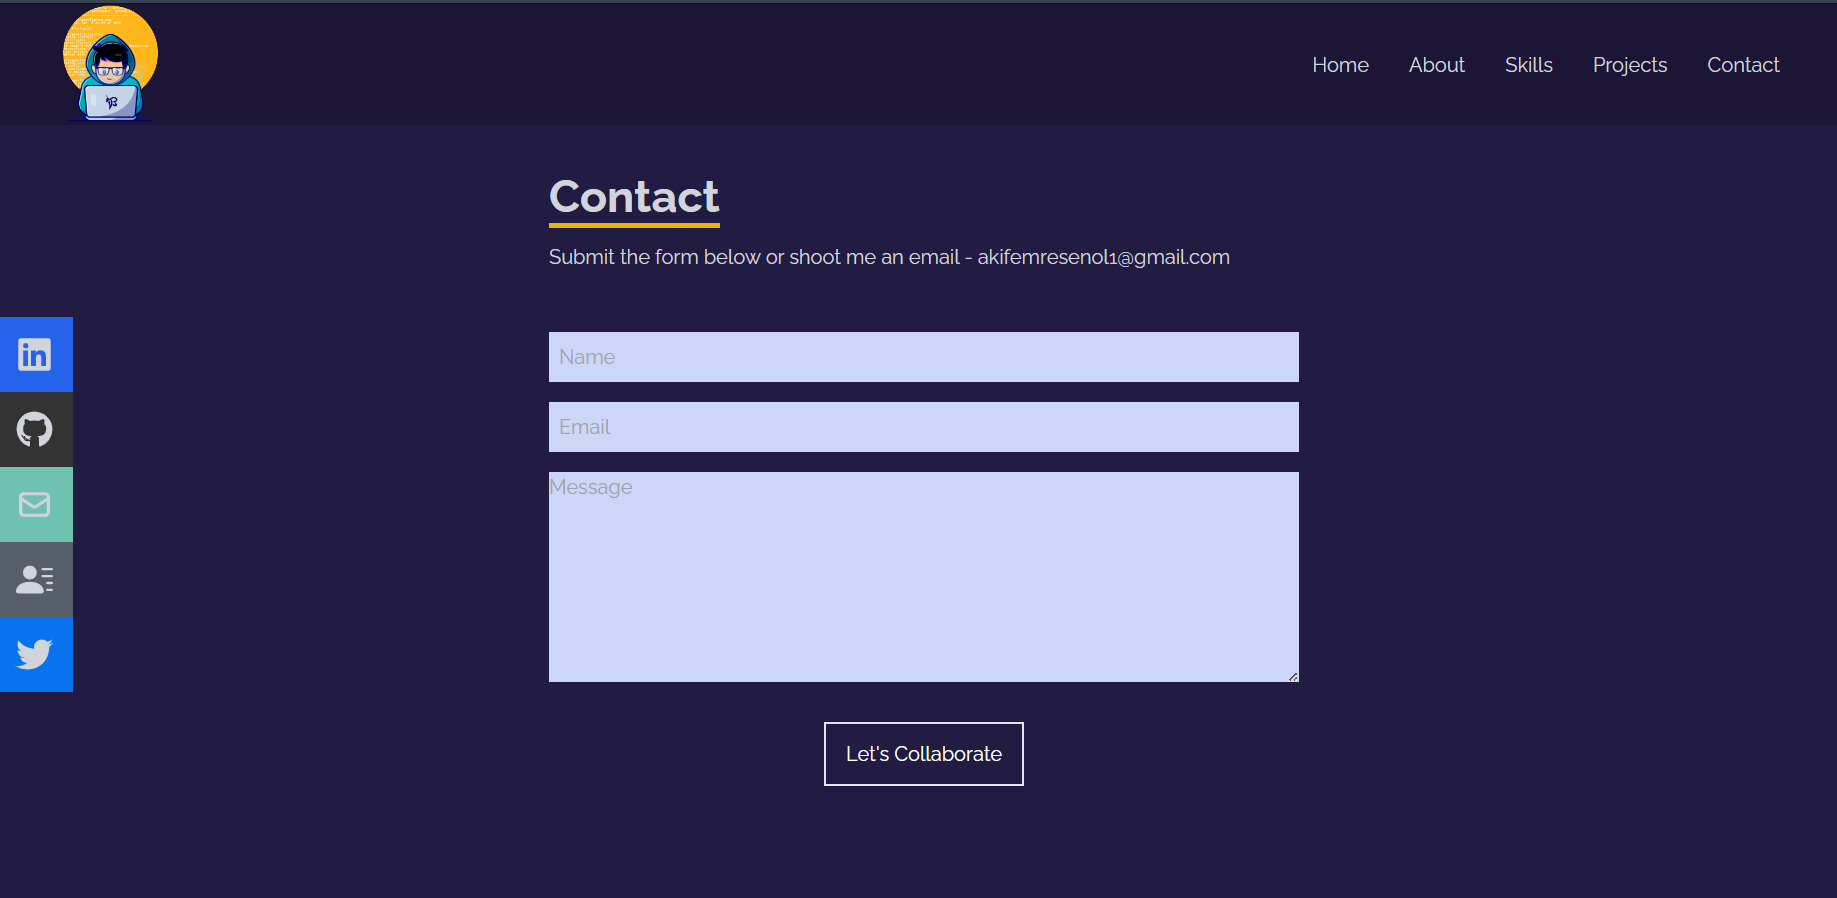 Home About Skills Projects Contact
Contact
Submit the form below or shoot me an email - akifemresenol1@gmail.com
Name
Email
Message
Let's Collaborate
in